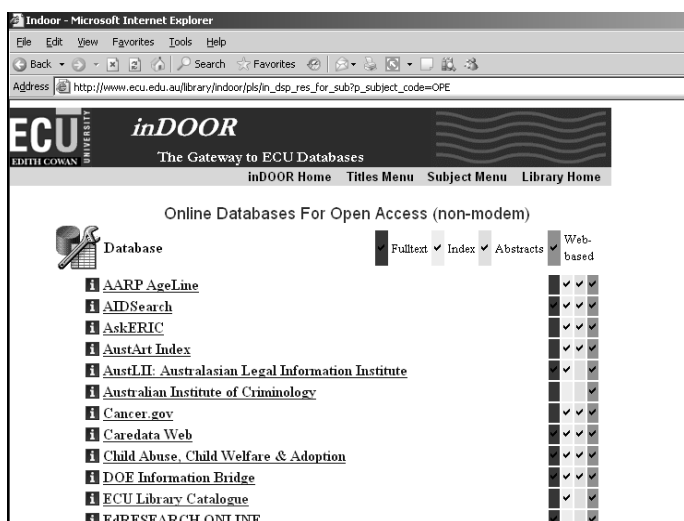 Indoor - Microsoft Internet Explorer
File Edit View Favorites Tools Help
Back Search Favorites
Address http://www.ecu.edu.au/library/indoor/pls/in_dsp_res_for_sub?p_subject_code=OPE
ECU
EDITH COWAN
UNIVERSITY
inDOOR
The Gateway to ECU Databases
inDOOR Home Titles Menu Subject Menu Library Home
Online Databases For Open Access (non-modem)
Database Fulltext Index Abstracts Web-based
AARP AgeLine
AIDSearch
AskERIC
AustArt Index
AustLII: Australasian Legal Information Institute
Australian Institute of Criminology
Cancer.gov
Caredata Web
Child Abuse, Child Welfare & Adoption
DOE Information Bridge
ECU Library Catalogue
EdRESEARCH ONLINE